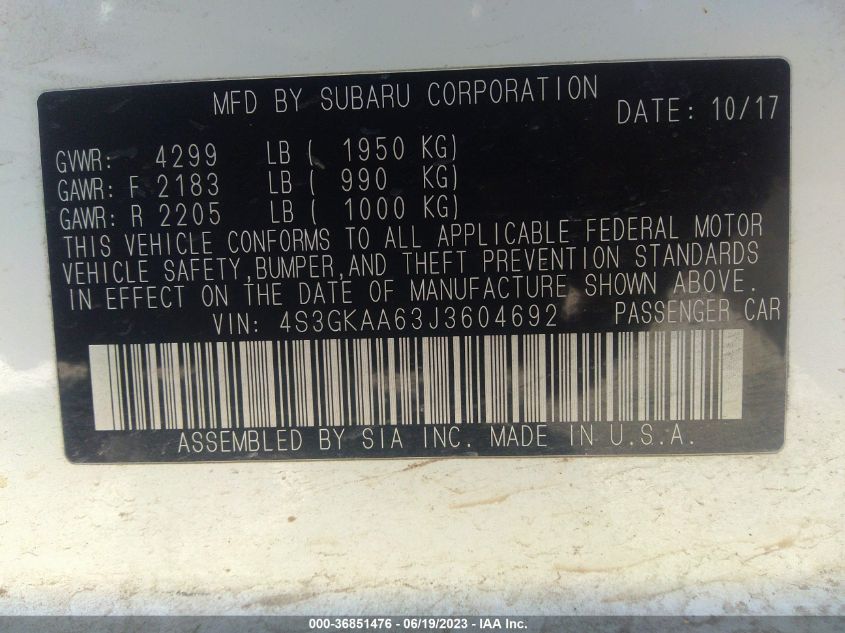 MFD BY SUBARU CORPORATION
DATE: 10/17
GVWR: 4299 LB ( 1950 KG)
GAWR: F 2183 LB ( 990 KG)
GAWR: R 2205 LB ( 1000 KG)
THIS VEHICLE CONFORMS TO ALL APPLICABLE FEDERAL MOTOR
VEHICLE SAFETY,BUMPER,AND THEFT PREVENTION STANDARDS
IN EFFECT ON THE DATE OF MANUFACTURE SHOWN ABOVE.
VIN: 4S3GKAA63J3604692 PASSENGER CAR
ASSEMBLED BY SIA INC. MADE IN U.S.A.
000-36851476 - 06/19/2023 - IAA Inc.